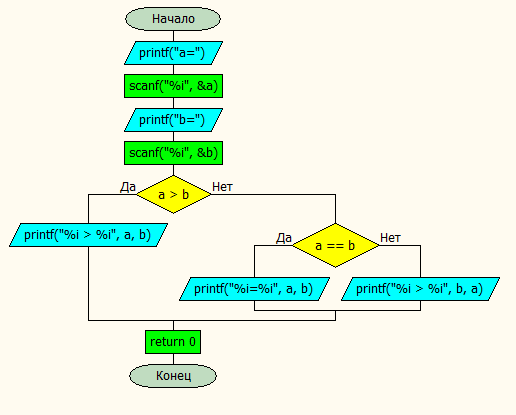 Начало
printf("a=")
scanf("%i", &a)
printf("b=")
scanf("%i", &b)
Да a > b Нет
printf("%i > %i", a, b)
Да a == b Нет
printf("%i=%i", a, b)
printf("%i > %i", b, a)
return 0
Конец